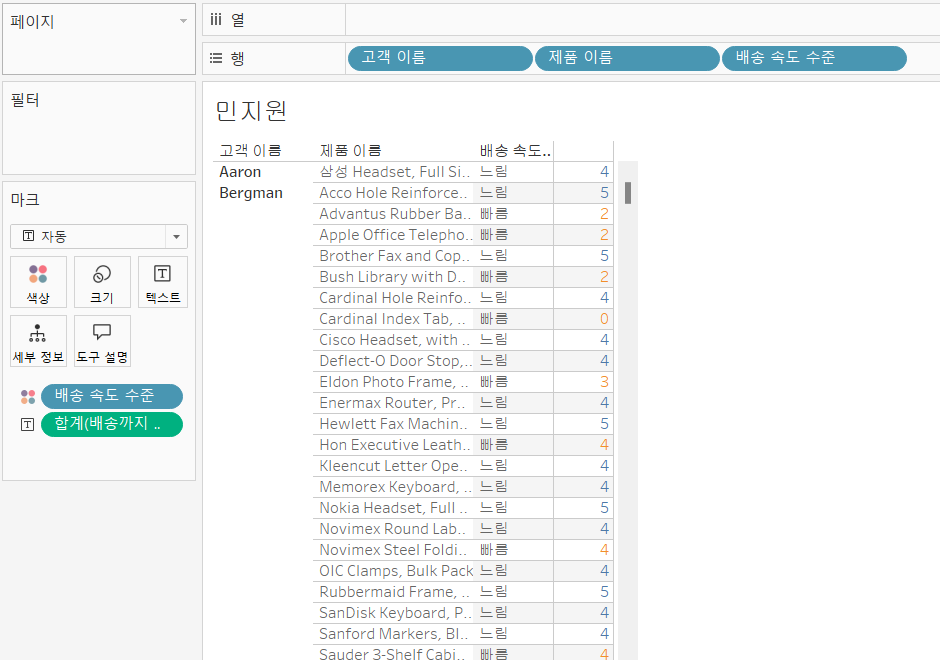 페이지
iii 열
행 고객 이름 제품 이름 배송 속도 수준
필터
마크
자동
색상 크기 텍스트
세부 정보 도구 설명
배송 속도 수준
합계(배송까지 ..
민지원
고객 이름 제품 이름 배송 속도..
Aaron Bergman 삼성 Headset, Full Si.. 느림 4
Acco Hole Reinforce.. 느림 5
Advantus Rubber Ba.. 빠름 2
Apple Office Telepho.. 빠름 2
Brother Fax and Cop.. 느림 5
Bush Library with D.. 빠름 2
Cardinal Hole Reinfo.. 느림 4
Cardinal Index Tab, .. 빠름 0
Cisco Headset, with .. 느림 4
Deflect-O Door Stop,.. 느림 4
Eldon Photo Frame, .. 빠름 3
Enermax Router, Pr.. 느림 4
Hewlett Fax Machin.. 느림 5
Hon Executive Leath.. 빠름 4
Kleencut Letter Ope.. 느림 4
Memorex Keyboard, .. 느림 4
Nokia Headset, Full .. 느림 5
Novimex Round Lab.. 느림 4
Novimex Steel Foldi.. 빠름 4
OIC Clamps, Bulk Pack 느림 4
Rubbermaid Frame, .. 느림 5
SanDisk Keyboard, P.. 느림 4
Sanford Markers, Bl.. 느림 4
Sauder 3-Shelf Cabi.. 빠름 4